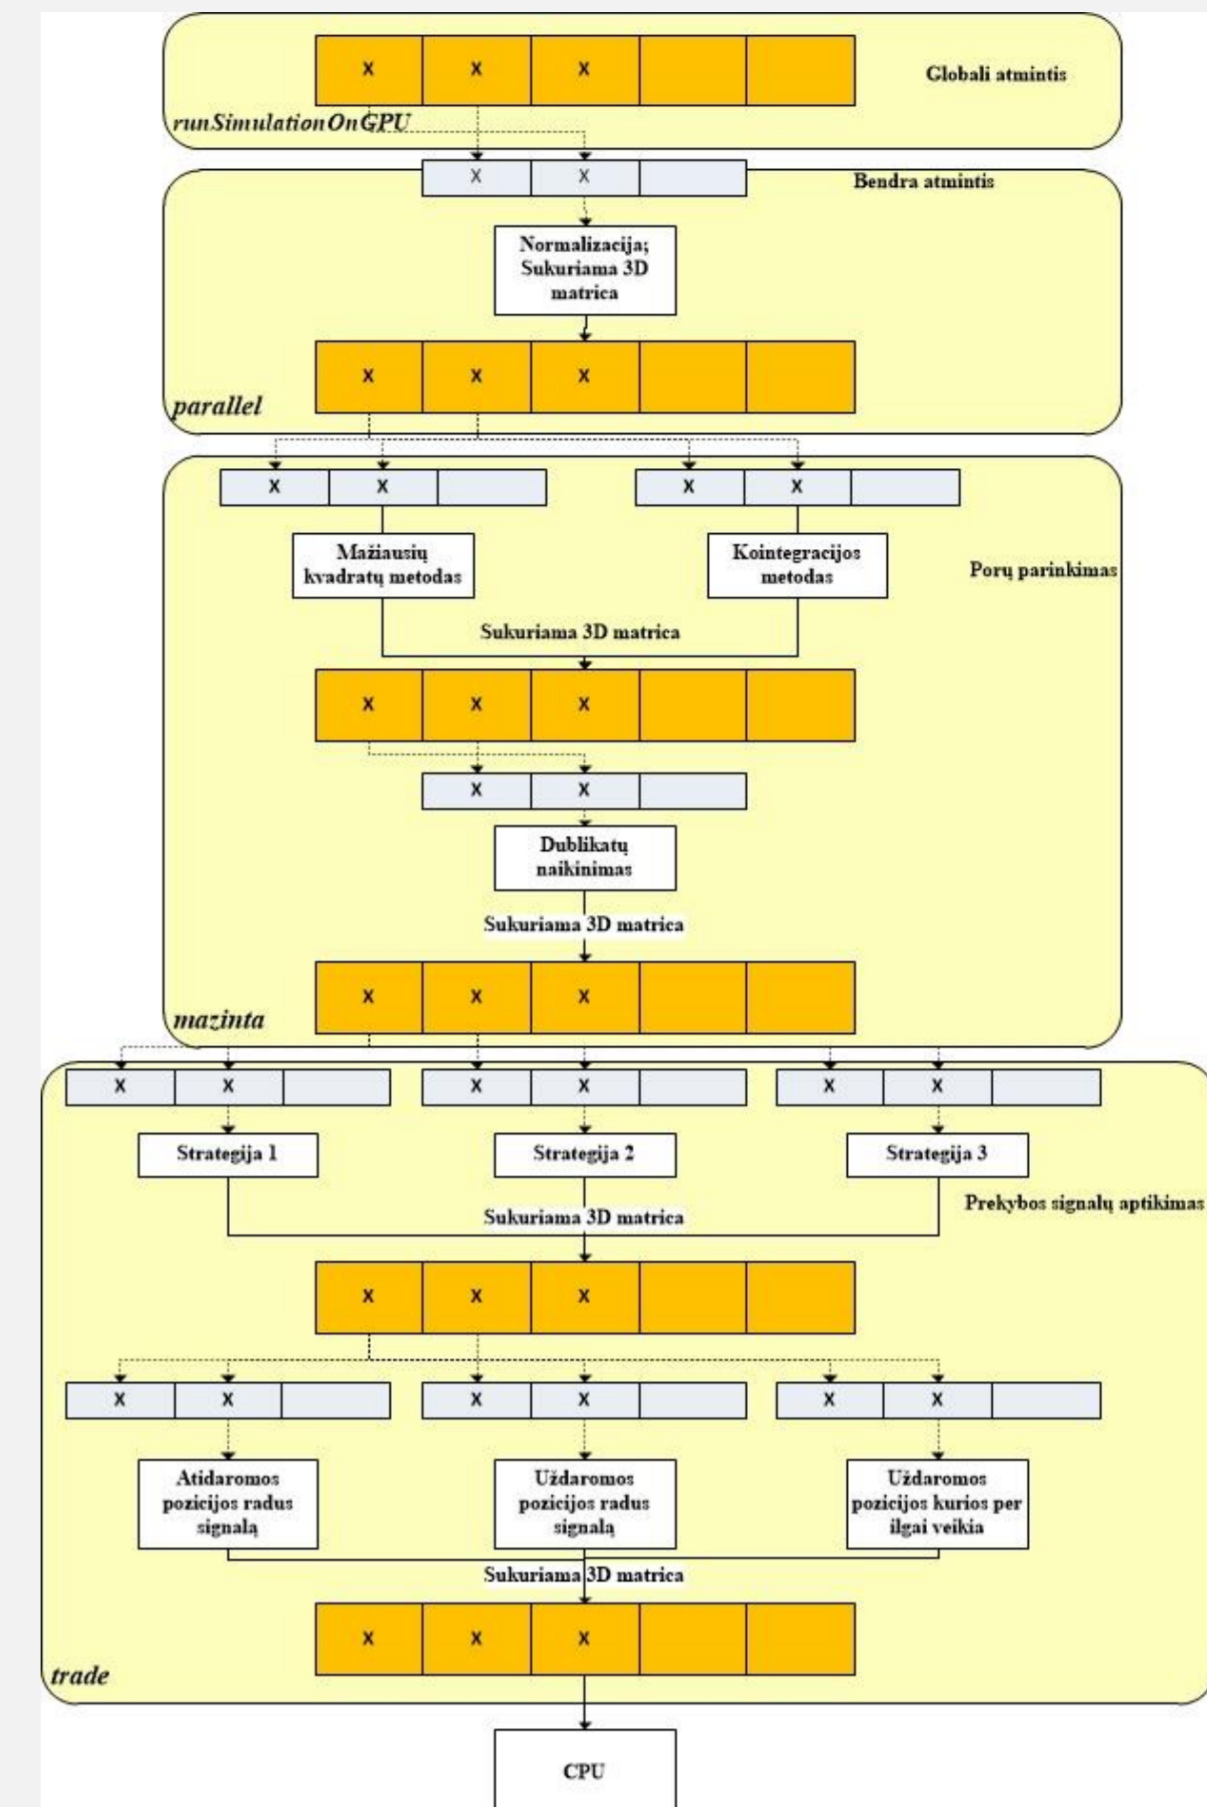 X X X
Globali atmintis
runSimulationOnGPU
X X
Bendra atmintis
Normalizacija;
Sukuriama 3D
matrica
X X X
parallel
X X
X X
Mažiausių
kvadratų metodas
Kointegracijos
metodas
Porų parinkimas
Sukuriama 3D matrica
X X X
X X
Dublikatų
naikinimas
Sukuriama 3D matrica
X X X
mazinta
X X
X X
X X
Strategija 1
Strategija 2
Strategija 3
Prekybos signalų aptikimas
Sukuriama 3D matrica
X X X
X X
X X
X X
Atidaromos
pozicijos radus
signalą
Uždaromos
pozicijos radus
signalą
Uždaromos
pozicijos kurios per
ilgai veikia
Sukuriama 3D matrica
X X X
trade
CPU